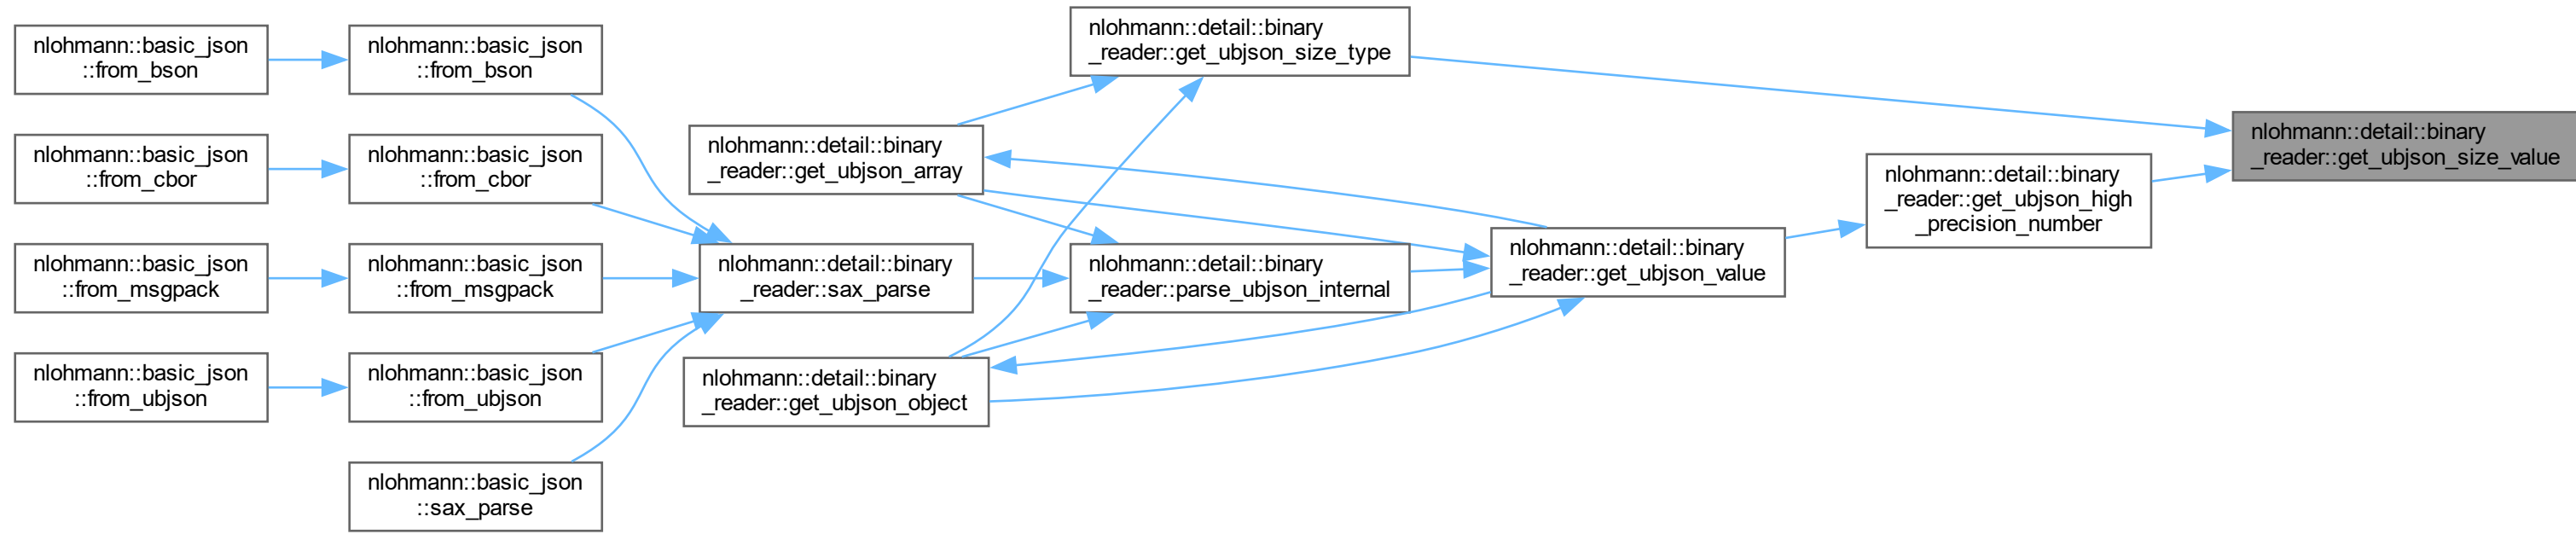 nlohmann::basic_json
::from_bson
nlohmann::basic_json
::from_cbor
nlohmann::basic_json
::from_msgpack
nlohmann::basic_json
::from_ubjson
nlohmann::basic_json
::from_bson
nlohmann::basic_json
::from_cbor
nlohmann::basic_json
::from_msgpack
nlohmann::basic_json
::from_ubjson
nlohmann::basic_json
::sax_parse
nlohmann::detail::binary
_reader::get_ubjson_array
nlohmann::detail::binary
_reader::sax_parse
nlohmann::detail::binary
_reader::get_ubjson_object
nlohmann::detail::binary
_reader::get_ubjson_size_type
nlohmann::detail::binary
_reader::parse_ubjson_internal
nlohmann::detail::binary
_reader::get_ubjson_value
nlohmann::detail::binary
_reader::get_ubjson_high
_precision_number
nlohmann::detail::binary
_reader::get_ubjson_size_value